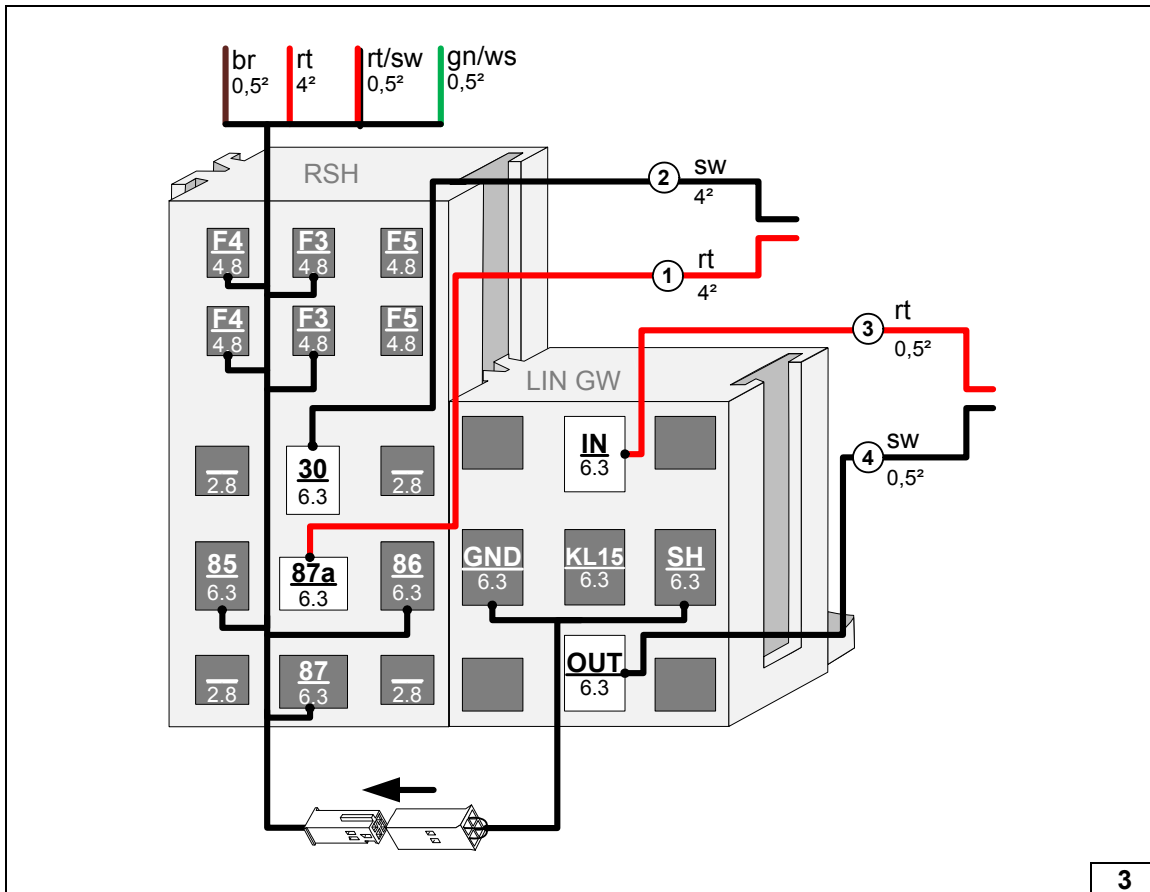 br rt rt/sw gn/ws
0,5² 4² 0,5² 0,5²
RSH
2 sw
4²
1 rt
4²
F4 F3 F5
4.8 4.8 4.8
F4 F3 F5
4.8 4.8 4.8
3 rt
0,5²
LIN GW
30
2.8 6.3 2.8
IN
6.3
4 sw
0,5²
85 87a 86
6.3 6.3 6.3
GND KL15 SH
6.3 6.3 6.3
87
2.8 6.3 2.8
OUT
6.3
3